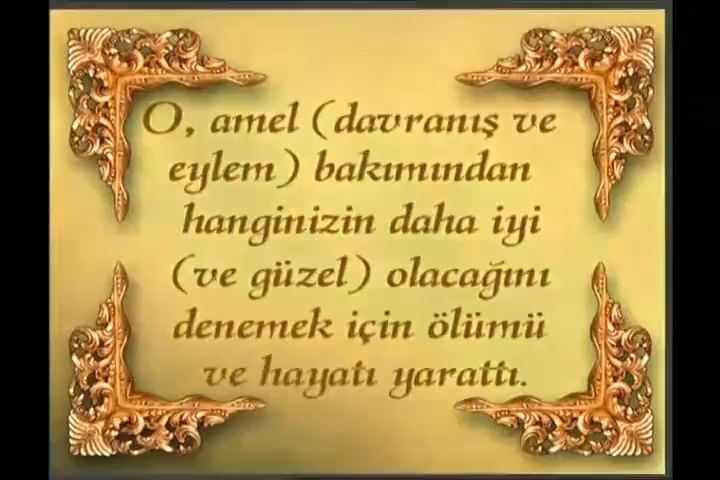 O, amel (davranış ve
eylem) bakımından
hanginizin daha iyi
(ve güzel) olacağını
denemek için ölümü
ve hayatı yarattı.